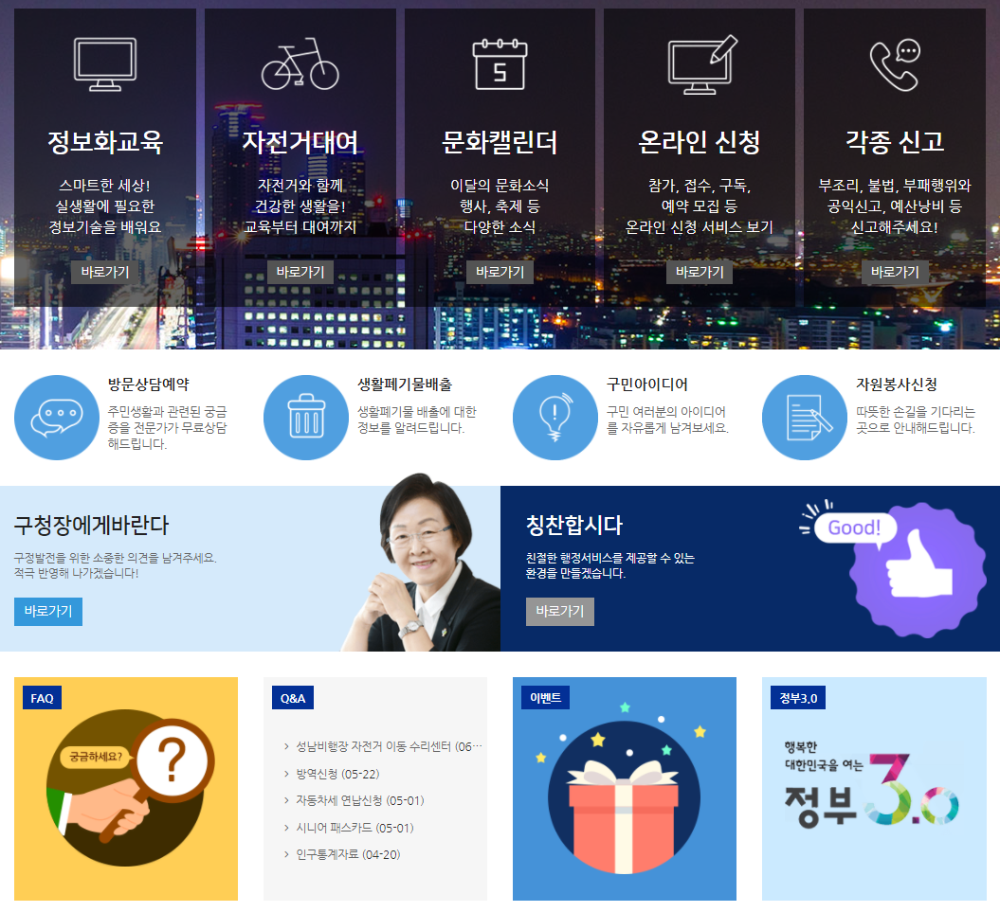 정보화교육
스마트한 세상!
실생활에 필요한
정보기술을 배워요
바로가기
자전거대여
자전거와 함께
건강한 생활을!
교육부터 대여까지
바로가기
5
문화캘린더
이달의 문화소식
행사, 축제 등
다양한 소식
바로가기
온라인 신청
참가, 접수, 구독,
예약 모집 등
온라인 신청 서비스 보기
바로가기
각종 신고
부조리, 불법, 부패행위와
공익신고, 예산낭비 등
신고해주세요!
바로가기
방문상담예약
주민생활과 관련된 궁금
증을 전문가가 무료상담
해드립니다.
생활폐기물배출
생활폐기물 배출에 대한
정보를 알려드립니다.
구민아이디어
구민 여러분의 아이디어
를 자유롭게 남겨보세요.
자원봉사신청
따뜻한 손길을 기다리는
곳으로 안내해드립니다.
구청장에게바란다
구정발전을 위한 소중한 의견을 남겨주세요.
적극 반영해 나가겠습니다!
바로가기
칭찬합시다
친절한 행정서비스를 제공할 수 있는
환경을 만들겠습니다.
바로가기
Good!
FAQ
궁금하세요?
?
Q&A
성남비행장 자전거 이동 수리센터 (06…
방역신청 (05-22)
자동차세 연납신청 (05-01)
시니어 패스카드 (05-01)
인구통계자료 (04-20)
이벤트
정부3.0
행복한
대한민국을 여는
정부 3.0